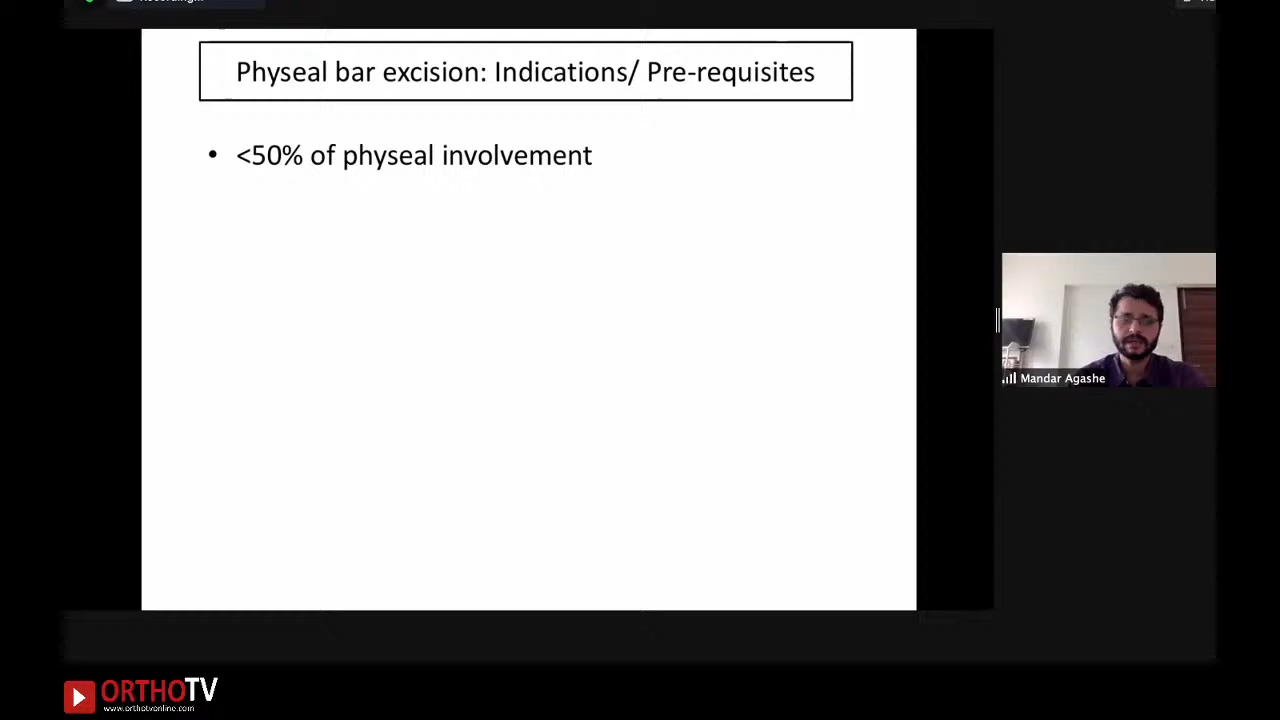 Physeal bar excision: Indications/ Pre-requisites
• <50% of physeal involvement
Mandar Agashe
ORTHOTV
www.orthotvonline.com